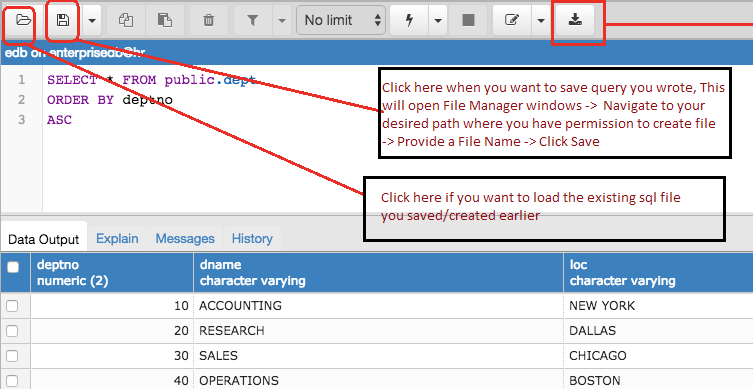 No limit
edb on enterprisedb@hr
1 SELECT * FROM public.dept
2 ORDER BY deptno
3 ASC
Click here when you want to save query you wrote, This
will open File Manager windows -> Navigate to your
desired path where you have permission to create file
-> Provide a File Name -> Click Save
Click here if you want to load the existing sql file
you saved/created earlier
Data Output Explain Messages History
deptno dname loc
numeric (2) character varying character varying
10 ACCOUNTING NEW YORK
20 RESEARCH DALLAS
30 SALES CHICAGO
40 OPERATIONS BOSTON